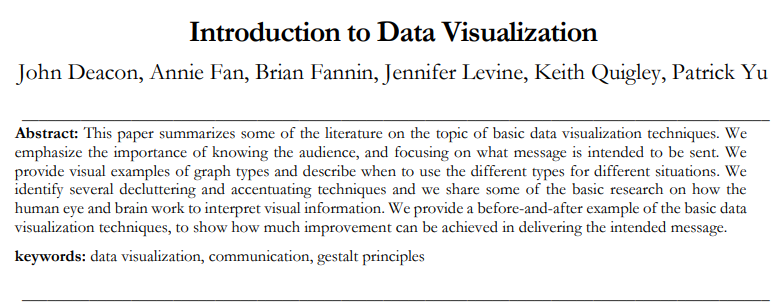 Introduction to Data Visualization
John Deacon, Annie Fan, Brian Fannin, Jennifer Levine, Keith Quigley, Patrick Yu
Abstract: This paper summarizes some of the literature on the topic of basic data visualization techniques. We
emphasize the importance of knowing the audience, and focusing on what message is intended to be sent. We
provide visual examples of graph types and describe when to use the different types for different situations. We
identify several decluttering and accentuating techniques and we share some of the basic research on how the
human eye and brain work to interpret visual information. We provide a before-and-after example of the basic data
visualization techniques, to show how much improvement can be achieved in delivering the intended message.
keywords: data visualization, communication, gestalt principles